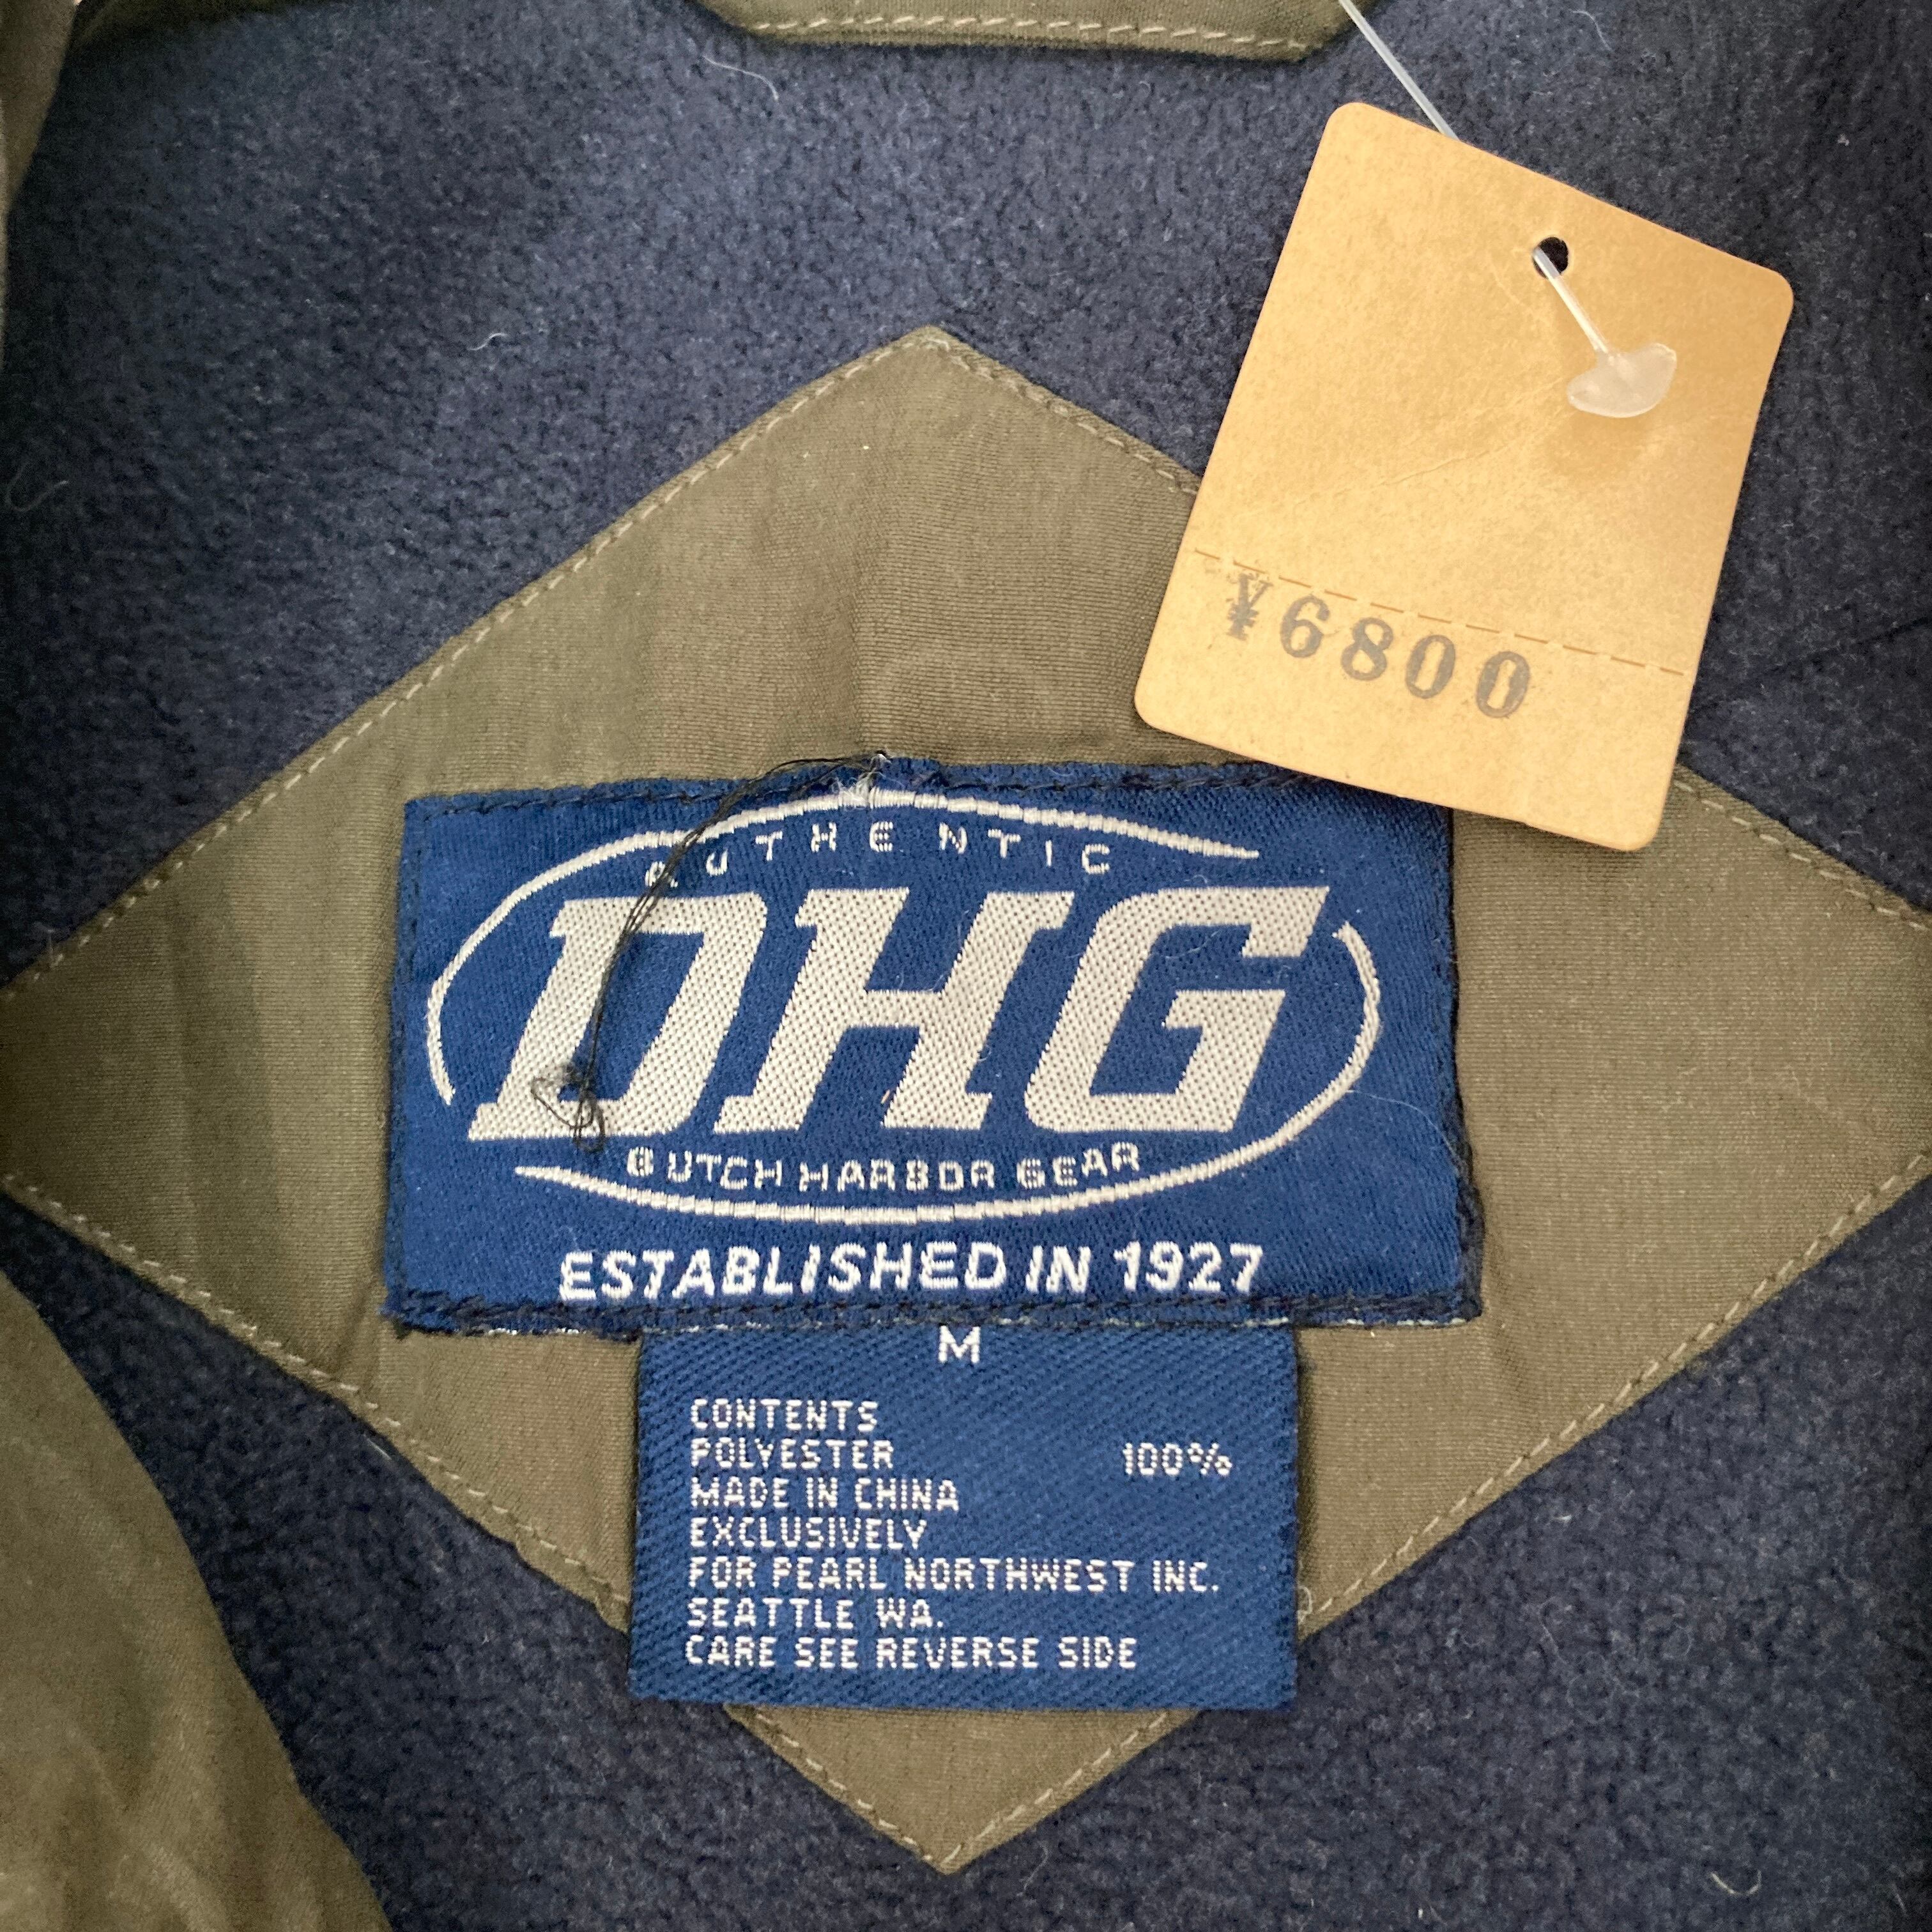 ¥6800
AUTHENTIC
DHG
DUTCH HARBOR GEAR
ESTABLISHED IN 1927
M
CONTENTS
POLYESTER 100%
MADE IN CHINA
EXCLUSIVELY
FOR PEARL NORTHWEST INC.
SEATTLE WA.
CARE SEE REVERSE SIDE